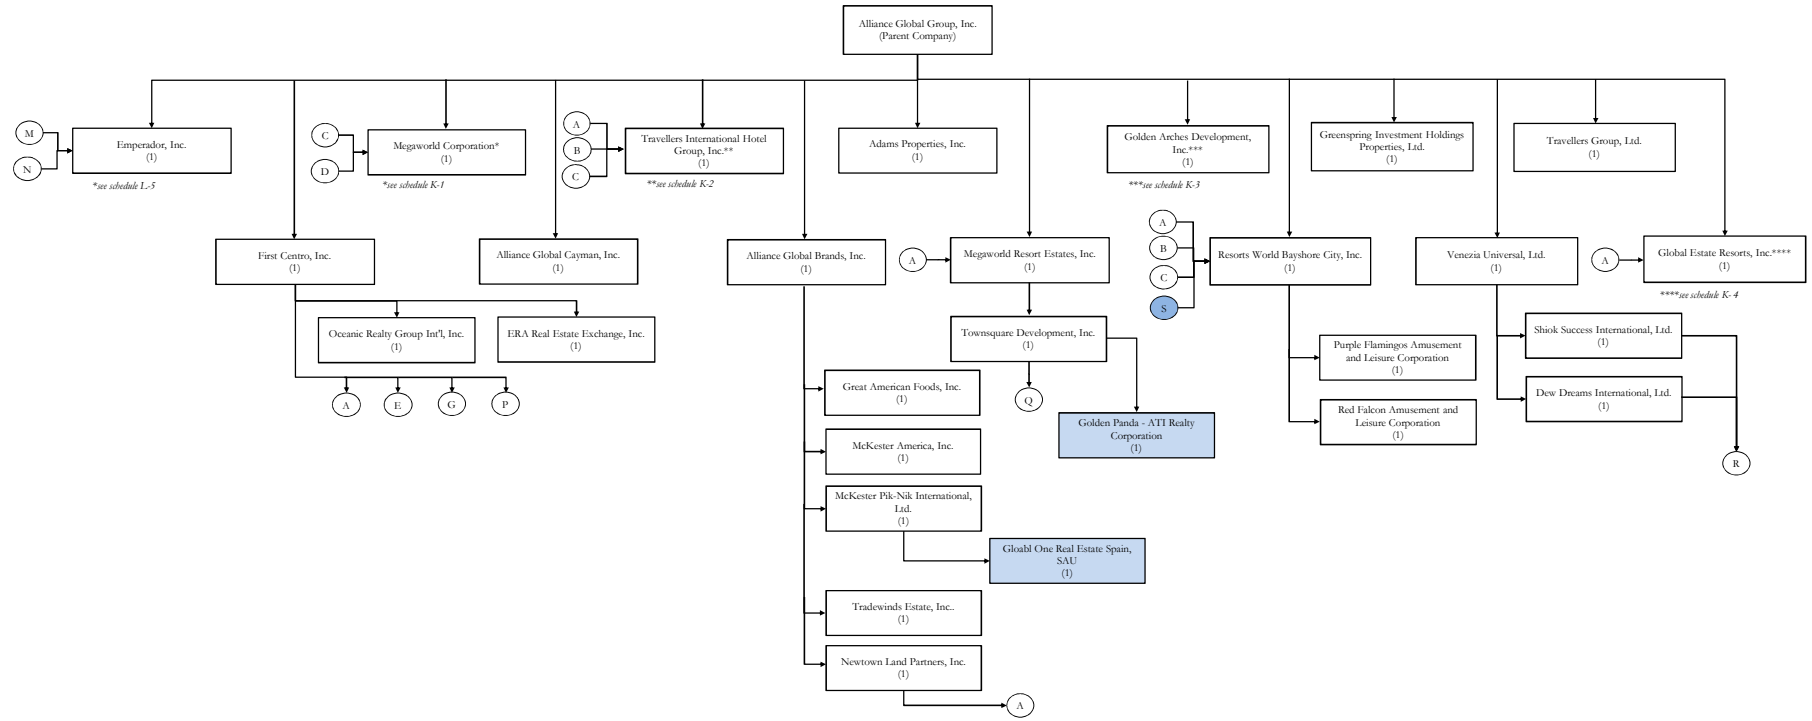 Alliance Global Group, Inc.
(Parent Company)
M
N
Emperador, Inc.
(1)
*see schedule L-5
C
D
Megaworld Corporation*
(1)
*see schedule K-1
A
B
C
Travellers International Hotel
Group, Inc.**
(1)
**see schedule K-2
Adams Properties, Inc.
(1)
Golden Arches Development,
Inc.***
(1)
***see schedule K-3
Greenspring Investment Holdings
Properties, Ltd.
(1)
Travellers Group, Ltd.
(1)
First Centro, Inc.
(1)
Alliance Global Cayman, Inc.
(1)
Alliance Global Brands, Inc.
(1)
A
Megaworld Resort Estates, Inc.
(1)
A
B
C
S
Resorts World Bayshore City, Inc.
(1)
Venezia Universal, Ltd.
(1)
A
Global Estate Resorts, Inc.****
(1)
****see schedule K- 4
Oceanic Realty Group Int'l, Inc.
(1)
ERA Real Estate Exchange, Inc.
(1)
A
E
G
P
Townsquare Development, Inc.
(1)
Q
Golden Panda - ATI Realty
Corporation
(1)
Purple Flamingos Amusement
and Leisure Corporation
(1)
Red Falcon Amusement and
Leisure Corporation
(1)
Shiok Success International, Ltd.
(1)
Dew Dreams International, Ltd.
(1)
R
Great American Foods, Inc.
(1)
McKester America, Inc.
(1)
McKester Pik-Nik International,
Ltd.
(1)
Gloabl One Real Estate Spain,
SAU
(1)
Tradewinds Estate, Inc..
(1)
Newtown Land Partners, Inc.
(1)
A